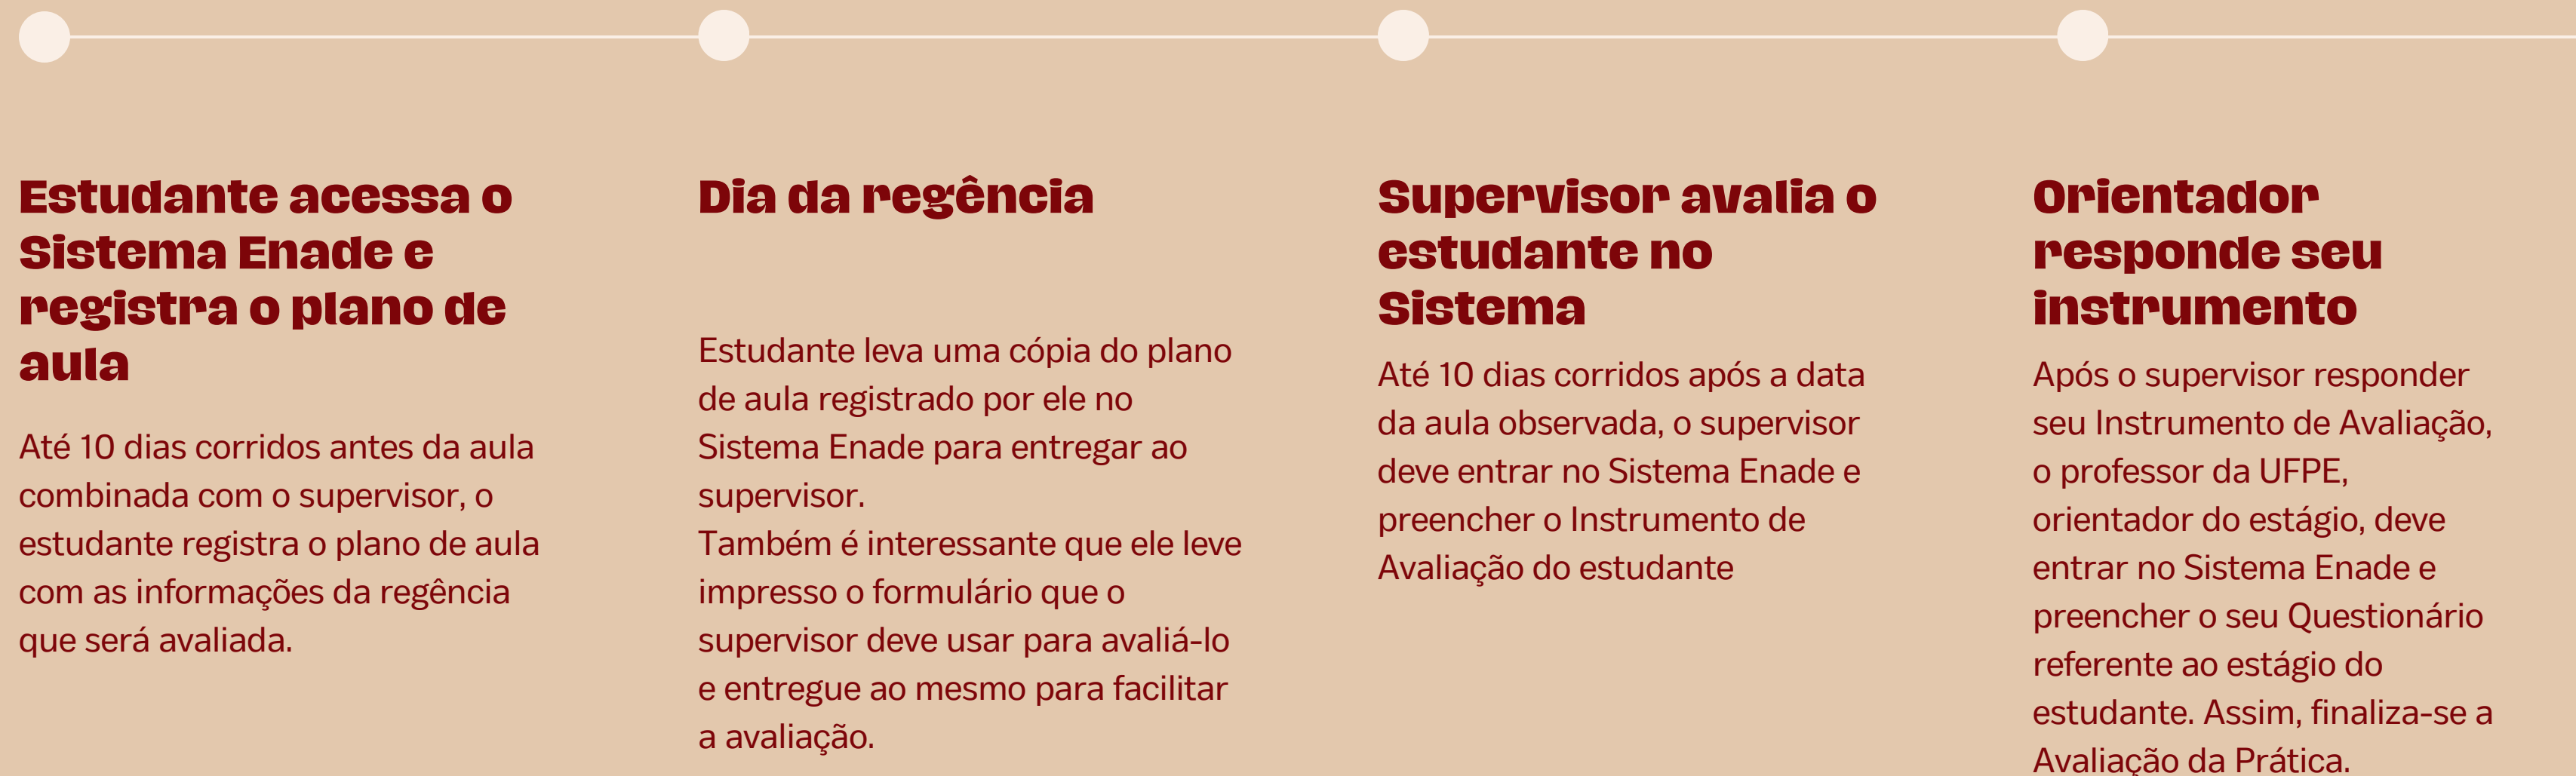 Estudante acessa o
Sistema Enade e
registra o plano de
aula
Até 10 dias corridos antes da aula
combinada com o supervisor, o
estudante registra o plano de aula
com as informações da regência
que será avaliada.
Dia da regência
Estudante leva uma cópia do plano
de aula registrado por ele no
Sistema Enade para entregar ao
supervisor.
Também é interessante que ele leve
impresso o formulário que o
supervisor deve usar para avaliá-lo
e entregue ao mesmo para facilitar
a avaliação.
Supervisor avalia o
estudante no
Sistema
Até 10 dias corridos após a data
da aula observada, o supervisor
deve entrar no Sistema Enade e
preencher o Instrumento de
Avaliação do estudante
Orientador
responde seu
instrumento
Após o supervisor responder
seu Instrumento de Avaliação,
o professor da UFPE,
orientador do estágio, deve
entrar no Sistema Enade e
preencher o seu Questionário
referente ao estágio do
estudante. Assim, finaliza-se a
Avaliação da Prática.